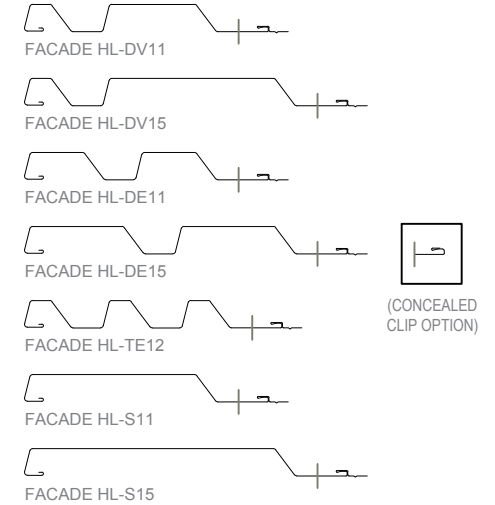 FACADE HL-DV11
FACADE HL-DV15
FACADE HL-DE11
FACADE HL-DE15
(CONCEALED
CLIP OPTION)
FACADE HL-TE12
FACADE HL-S11
FACADE HL-S15